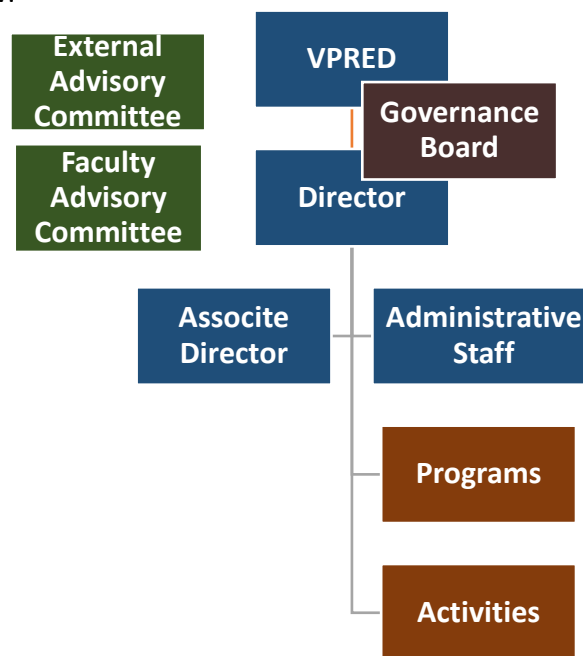 External
Advisory
Committee
VPRED
Governance
Board
Faculty
Advisory
Committee
Director
Associte
Director
Administrative
Staff
Programs
Activities